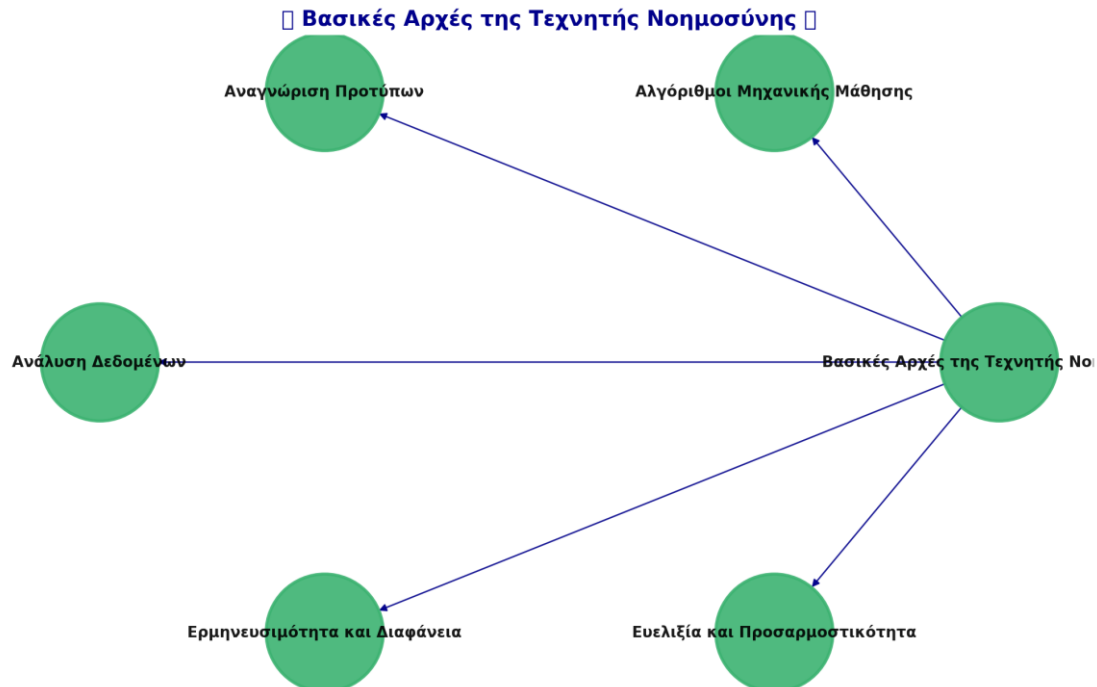 Βασικές Αρχές της Τεχνητής Νοημοσύνης
Αναγνώριση Προτύπων
Αλγόριθμοι Μηχανικής Μάθησης
Ανάλυση Δεδομένων
Βασικές Αρχές της Τεχνητής Νο
Ερμηνευσιμότητα και Διαφάνεια
Ευελιξία και Προσαρμοστικότητα